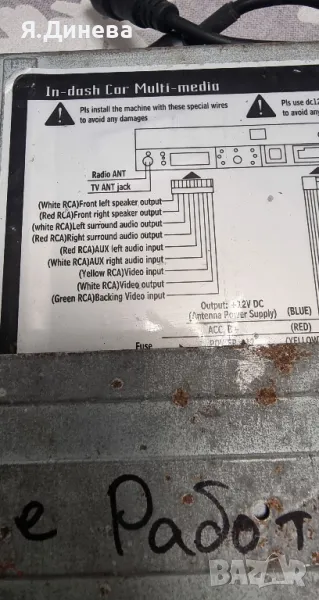 Я.Динева
In-dash Car Multi-media
Pls install the machine with these special wires
to avoid any damages
Pls use dc12
to avoid any
Radio ANT
TV ANT jack
(White RCA)Front left speaker output
(Red RCA)Front right speaker output
(white RCA)Left surround audio output
(Red RCA)Right surround audio output
(Red RCA)AUX left audio input
(White RCA)AUX right audio input
(Yellow RCA)Video input
(White RCA)Video output
(Green RCA)Backing Video input
Output: +12V DC
(Antenna Power Supply) (BLUE)
ACC, B+ (RED)
Fuse POWER (YELLOW
е Работ
BAZAR